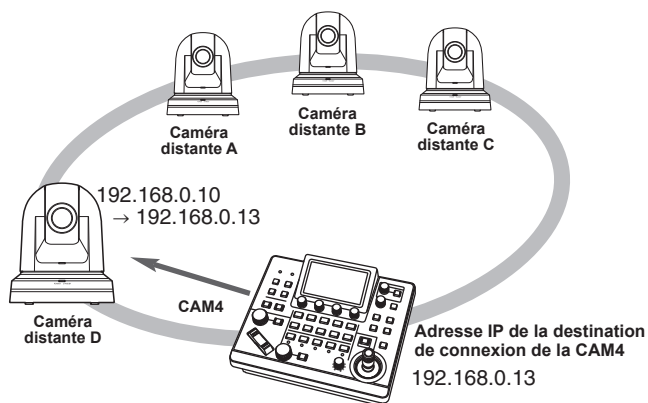 Caméra
distante A
Caméra
distante B
Caméra
distante C
192.168.0.10
→ 192.168.0.13
CAM4
Caméra
distante D
Adresse IP de la destination
de connexion de la CAM4
192.168.0.13